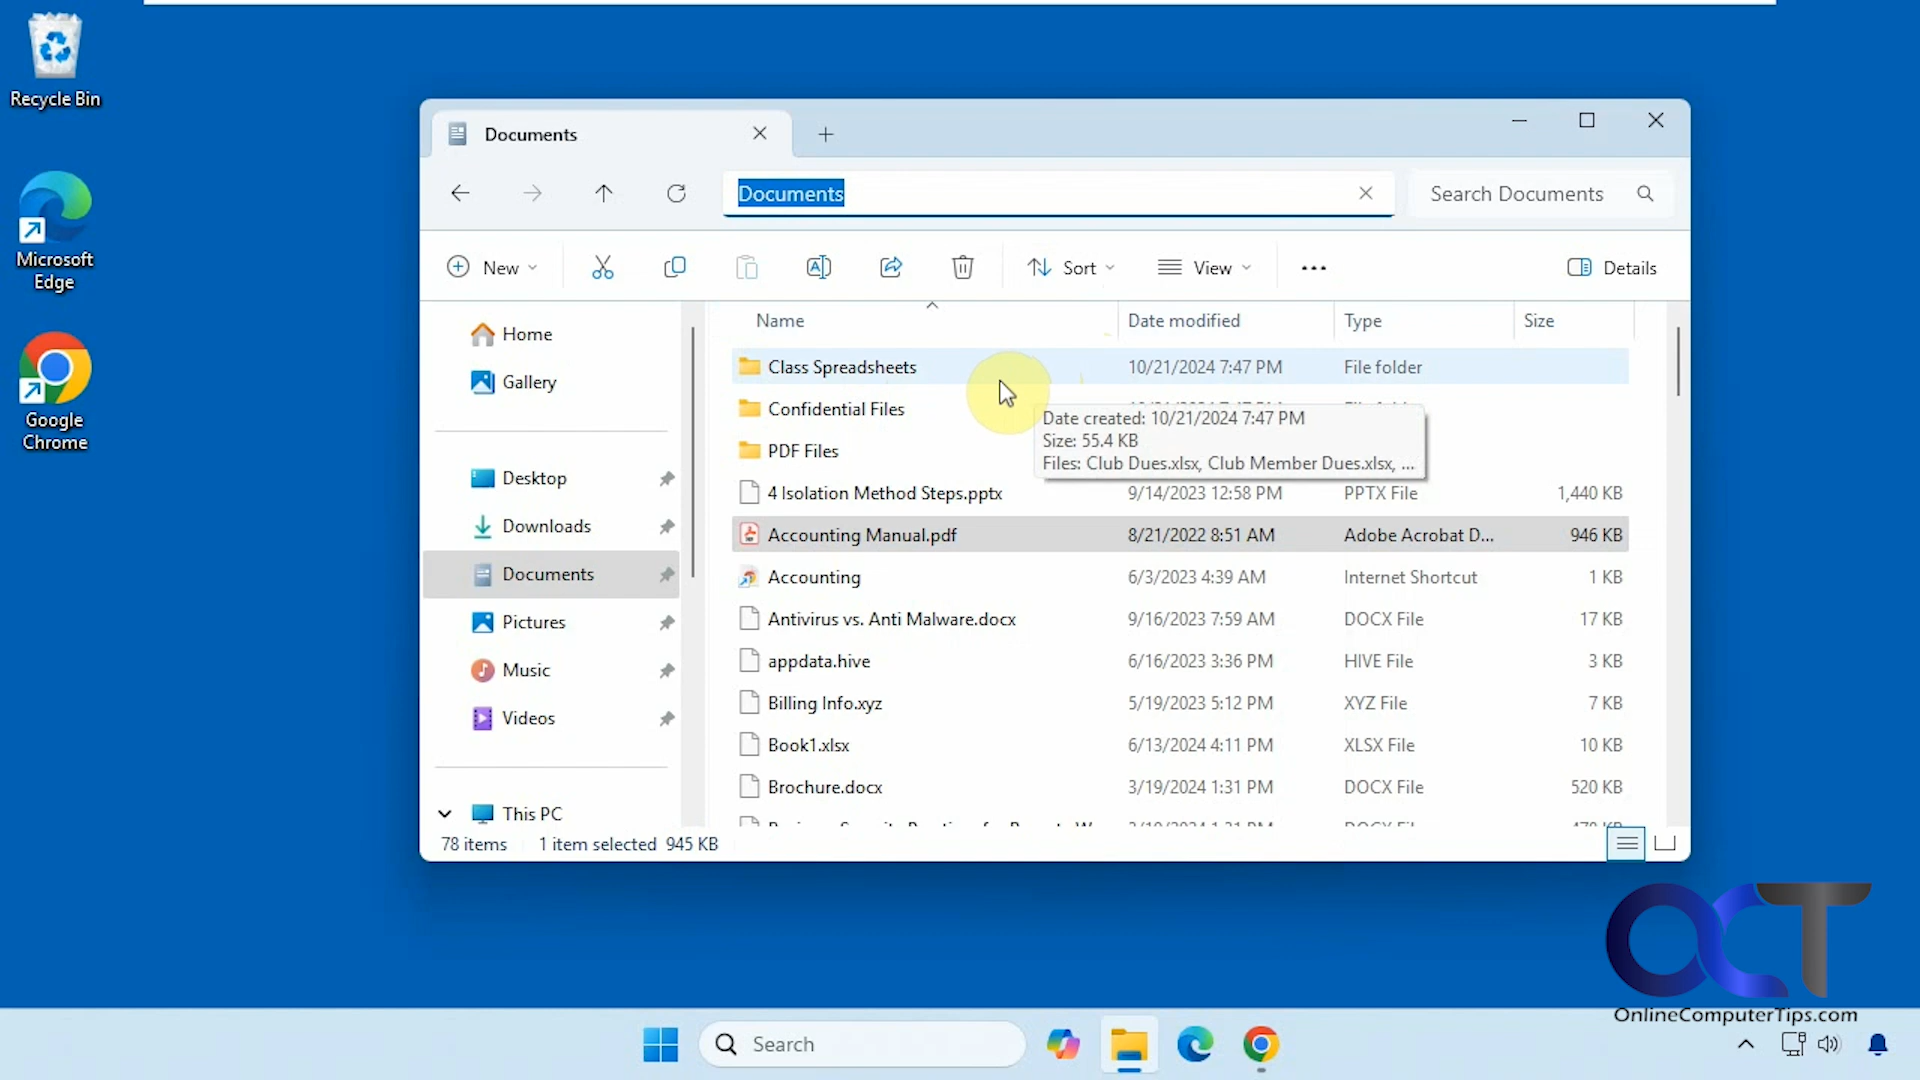 Recycle Bin
Microsoft
Edge
Google
Chrome
Documents
Documents
Search Documents
New
Sort
View
Details
Home
Gallery
Desktop
Downloads
Documents
Pictures
Music
Videos
This PC
Name Date modified Type Size
Class Spreadsheets 10/21/2024 7:47 PM File folder
Confidential Files
PDF Files
Date created: 10/21/2024 7:47 PM
Size: 55.4 KB
Files: Club Dues.xlsx, Club Member Dues.xlsx, ...
4 Isolation Method Steps.pptx 9/14/2023 12:58 PM PPTX File 1,440 KB
Accounting Manual.pdf 8/21/2022 8:51 AM Adobe Acrobat D... 946 KB
Accounting 6/3/2023 4:39 AM Internet Shortcut 1 KB
Antivirus vs. Anti Malware.docx 9/16/2023 7:59 AM DOCX File 17 KB
appdata.hive 6/16/2023 3:36 PM HIVE File 3 KB
Billing Info.xyz 5/19/2023 5:12 PM XYZ File 7 KB
Book1.xlsx 6/13/2024 4:11 PM XLSX File 10 KB
Brochure.docx 3/19/2024 1:31 PM DOCX File 520 KB
78 items 1 item selected 945 KB
OCT
OnlineComputerTips.com
Search